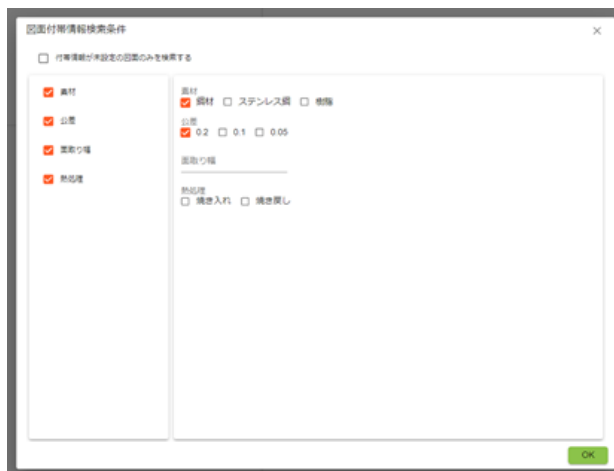 図面付帯情報検索条件
付帯情報が未設定の図面のみを検索する
素材
公差
面取り幅
熱処理
素材
鋼材 ステンレス鋼 樹脂
公差
0.2 0.1 0.05
面取り幅
熱処理
焼き入れ 焼き戻し
OK